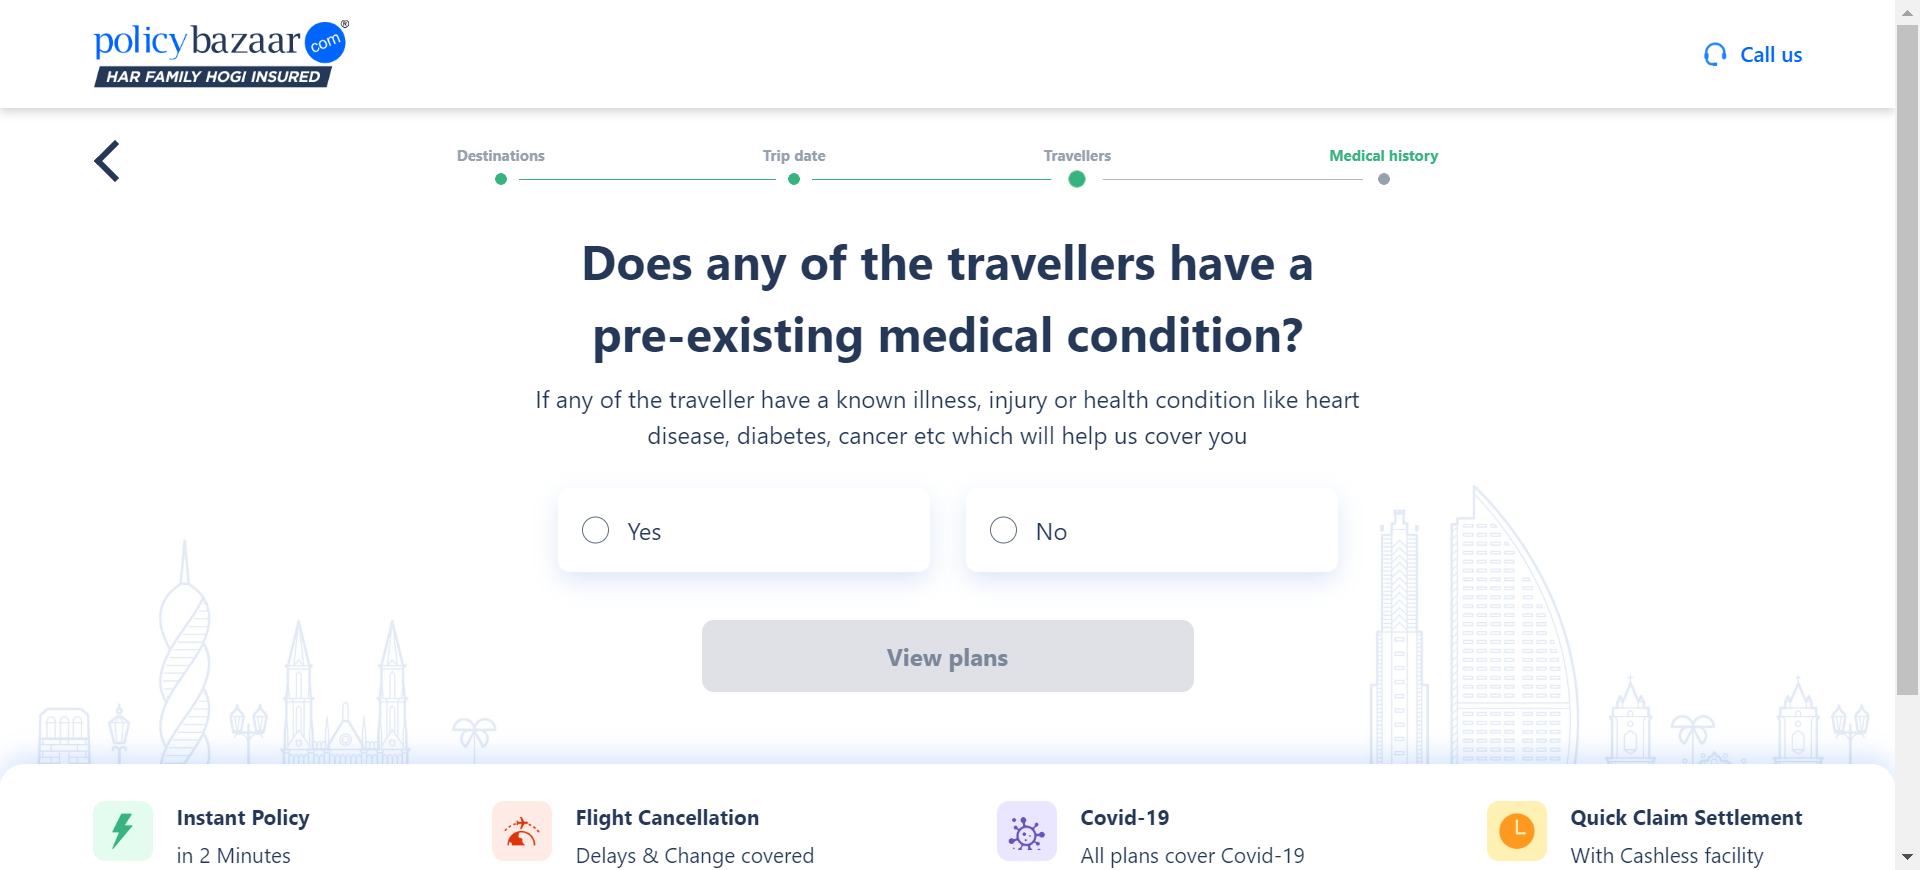 policybazaar com ®
HAR FAMILY HOGI INSURED
Call us
Destinations
Trip date
Travellers
Medical history
Does any of the travellers have a
pre-existing medical condition?
If any of the traveller have a known illness, injury or health condition like heart
disease, diabetes, cancer etc which will help us cover you
Yes
No
View plans
Instant Policy
in 2 Minutes
Flight Cancellation
Delays & Change covered
Covid-19
All plans cover Covid-19
Quick Claim Settlement
With Cashless facility